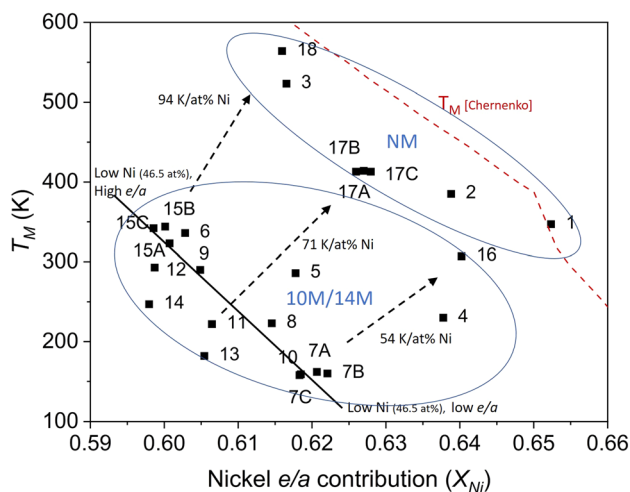 600
500
400
300
200
100
T_M (K)
0.59 0.60 0.61 0.62 0.63 0.64 0.65 0.66
Nickel e/a contribution (X_Ni)
18
3
94 K/at% Ni
T_M [Chernenko]
NM
17B
17A
17C
2
1
Low Ni (46.5 at%),
High e/a
15C
15B
6
15A
9
12
14
11
13
71 K/at% Ni
5
16
10M/14M
8
4
54 K/at% Ni
10
7A
7B
7C
Low Ni (46.5 at%), low e/a